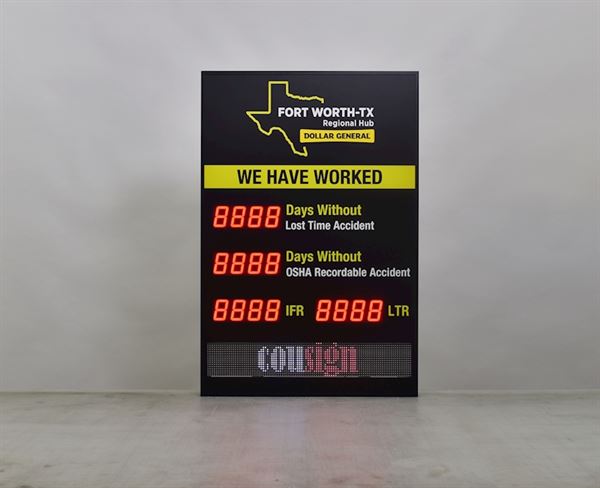 FORT WORTH-TX
Regional Hub
DOLLAR GENERAL
WE HAVE WORKED
8888 Days Without
Lost Time Accident
8888 Days Without
OSHA Recordable Accident
8888 IFR 8888 LTR
cousign